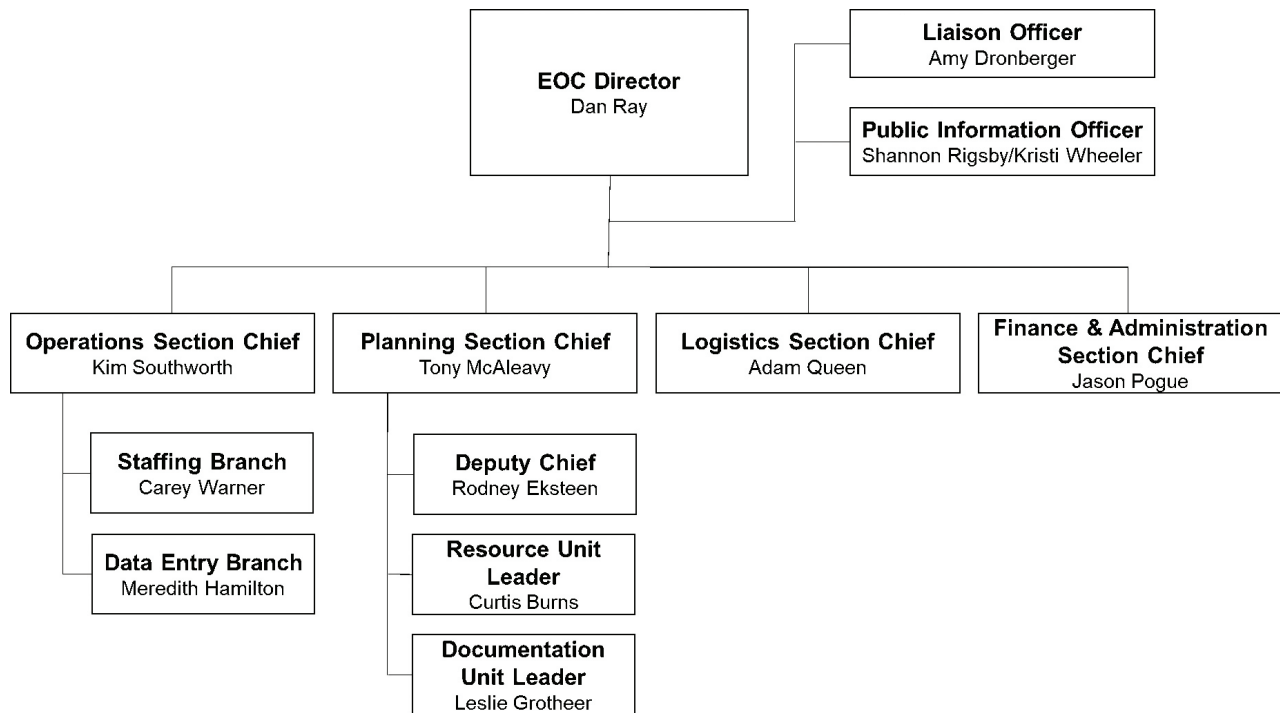 EOC Director
Dan Ray
Liaison Officer
Amy Dronberger
Public Information Officer
Shannon Rigsby/Kristi Wheeler
Operations Section Chief
Kim Southworth
Planning Section Chief
Tony McAleavy
Logistics Section Chief
Adam Queen
Finance & Administration
Section Chief
Jason Pogue
Staffing Branch
Carey Warner
Data Entry Branch
Meredith Hamilton
Deputy Chief
Rodney Eksteen
Resource Unit
Leader
Curtis Burns
Documentation
Unit Leader
Leslie Grotheer